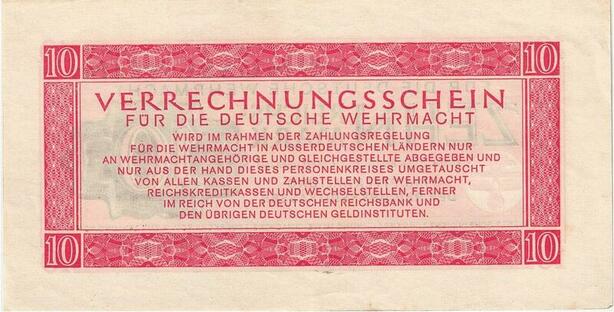 10 10
VERRECHNUNGSSCHEIN
FÜR DIE DEUTSCHE WEHRMACHT
WIRD IM RAHMEN DER ZAHLUNGSREGELUNG
FÜR DIE WEHRMACHT IN AUSSERDEUTSCHEN LÄNDERN NUR
AN WEHRMACHTANGEHÖRIGE UND GLEICHGESTELLTE ABGEGEBEN UND
NUR AUS DER HAND DIESES PERSONENKREISES UMGETAUSCHT
VON ALLEN KASSEN UND ZAHLSTELLEN DER WEHRMACHT,
REICHSKREDITKASSEN UND WECHSELSTELLEN, FERNER
IM REICH VON DER DEUTSCHEN REICHSBANK UND
DEN ÜBRIGEN DEUTSCHEN GELDINSTITUTEN.
10 10